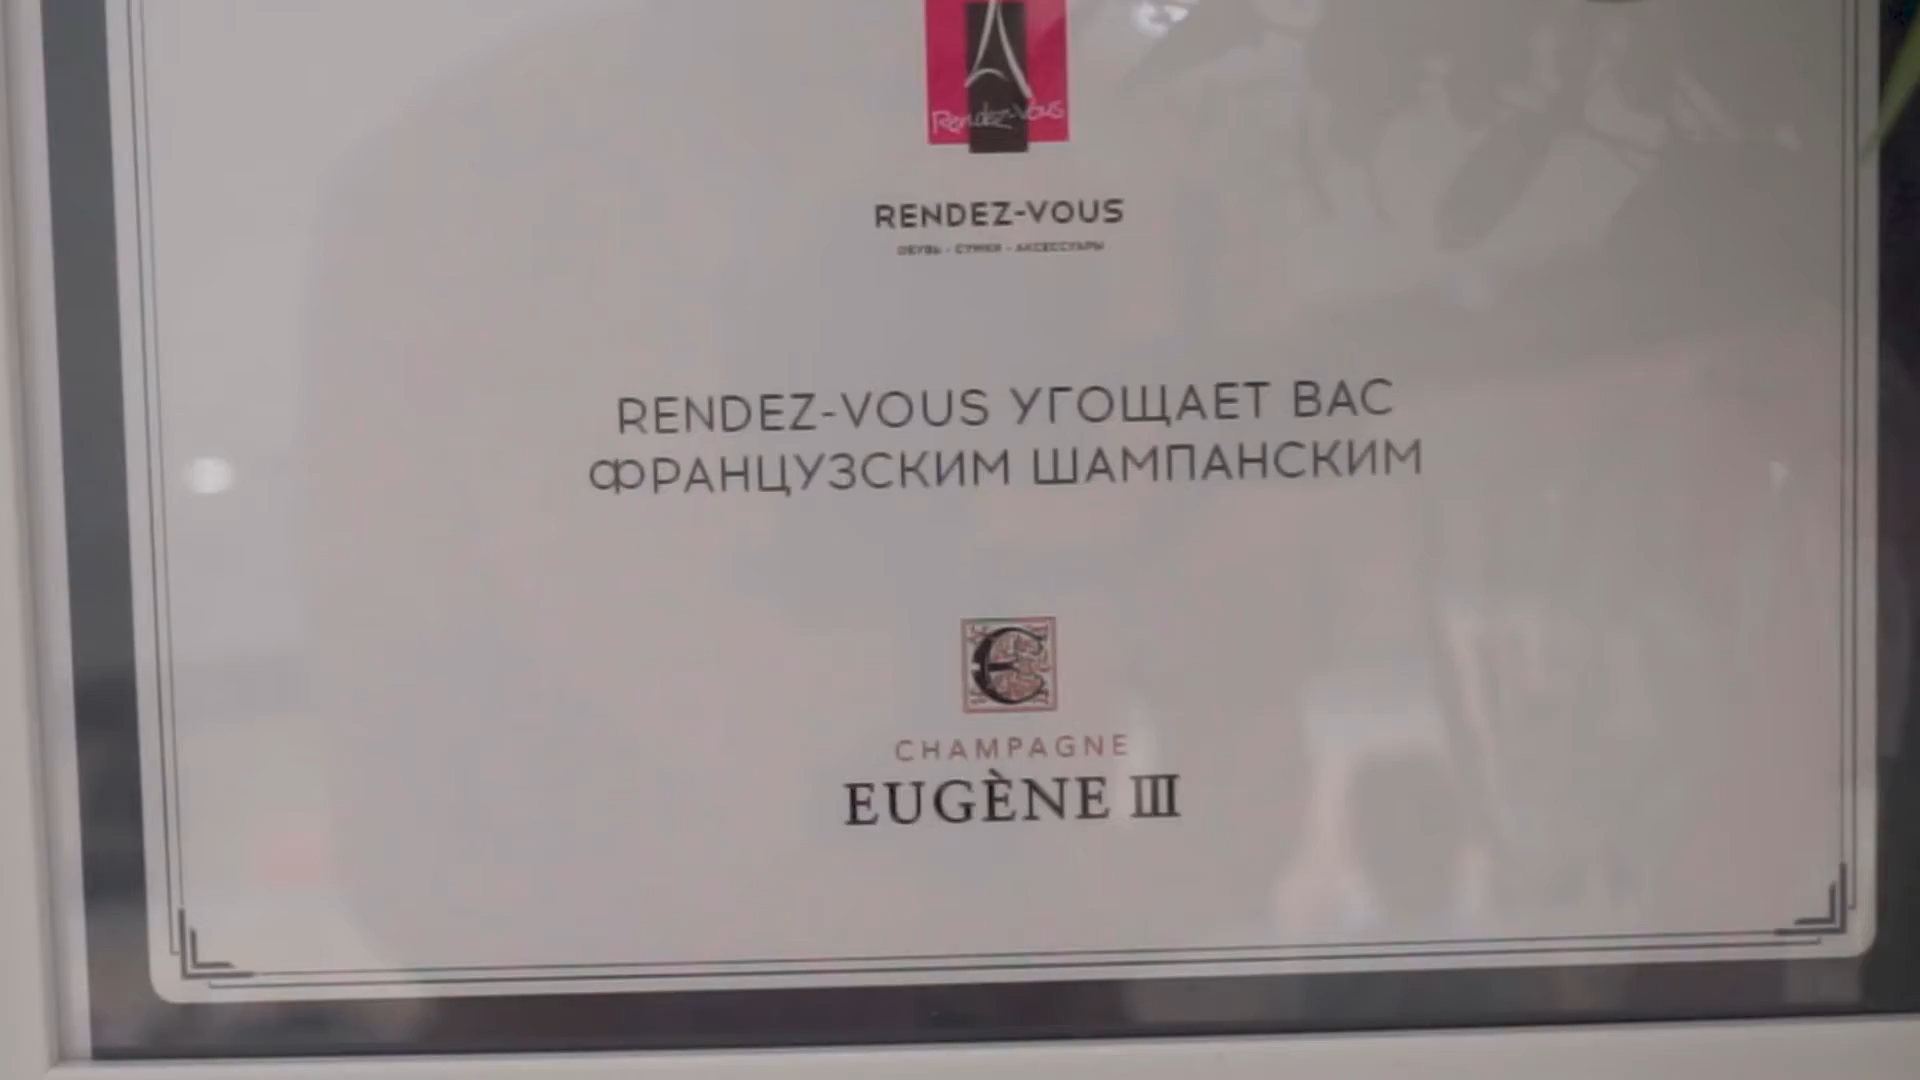 Rendez-Vous
RENDEZ-VOUS
ОБУВЬ - СУМКИ - АКСЕССУАРЫ
RENDEZ-VOUS УГОЩАЕТ ВАС
ФРАНЦУЗСКИМ ШАМПАНСКИМ
CHAMPAGNE
EUGÈNE III